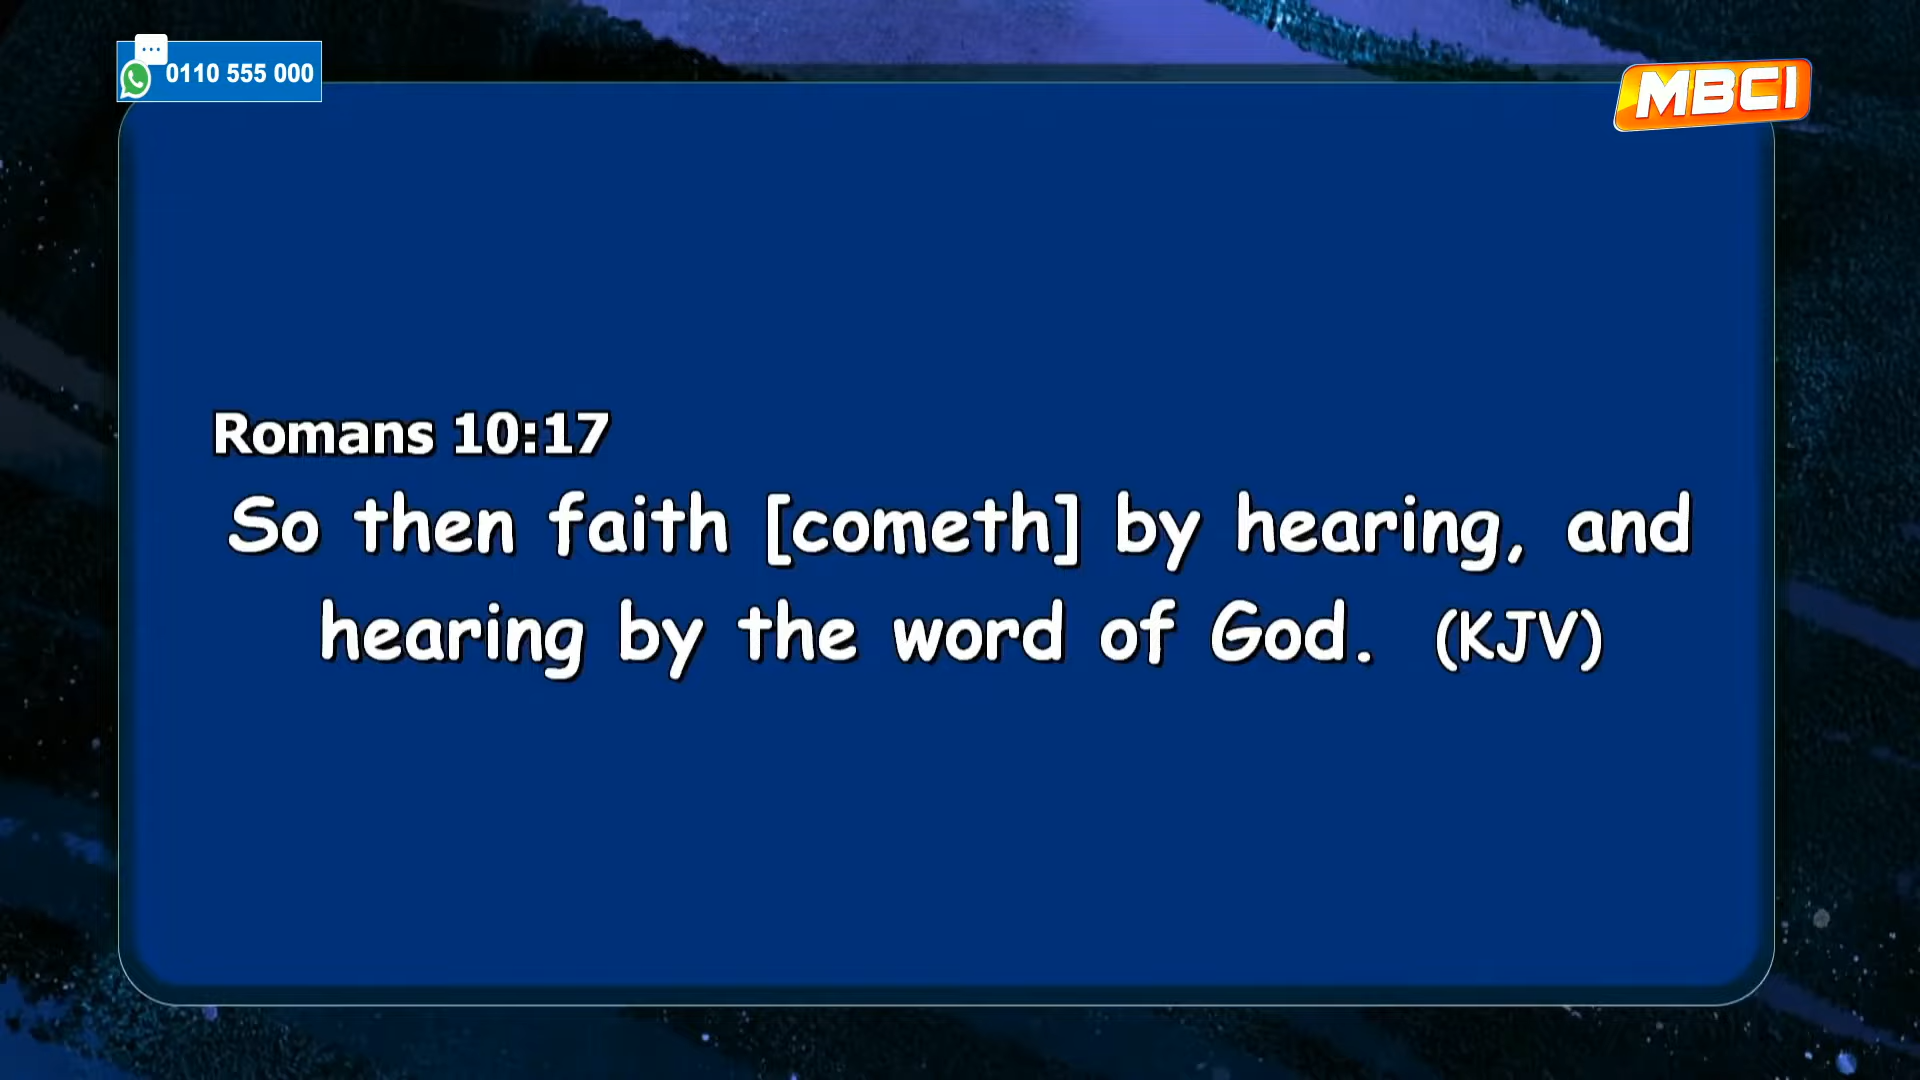 0110 555 000
MBCI
Romans 10:17
So then faith [cometh] by hearing, and
hearing by the word of God. (KJV)